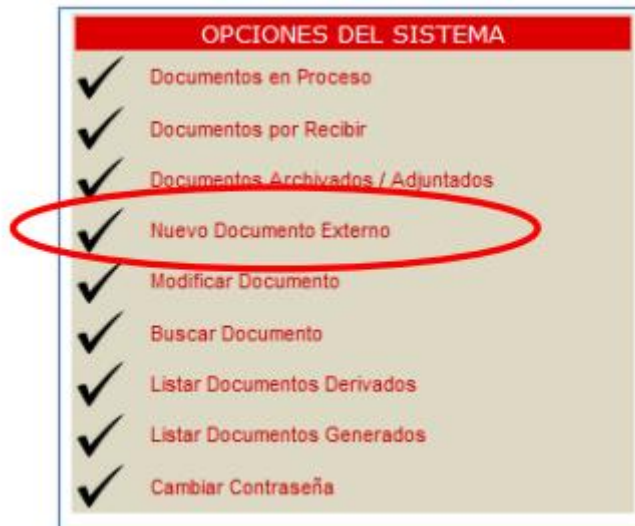 OPCIONES DEL SISTEMA
Documentos en Proceso
Documentos por Recibir
Documentos Archivados / Adjuntados
Nuevo Documento Externo
Modificar Documento
Buscar Documento
Listar Documentos Derivados
Listar Documentos Generados
Cambiar Contraseña